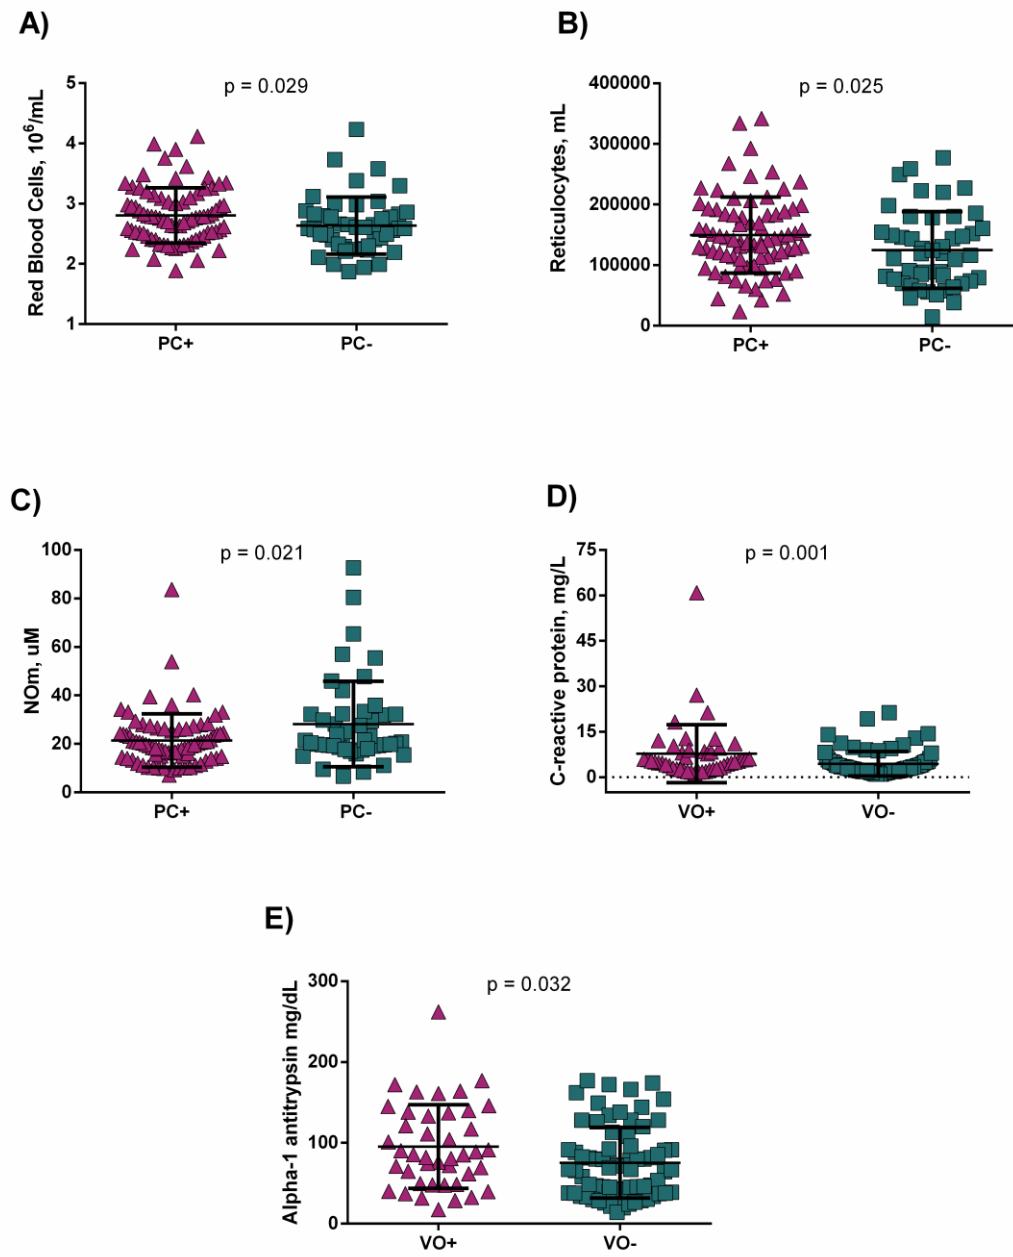 A)
p = 0.029
Red Blood Cells, 10⁶/mL
5
4
3
2
1
PC+ PC-
B)
p = 0.025
Reticulocytes, mL
400000
300000
200000
100000
0
PC+ PC-
C)
p = 0.021
NOm, uM
100
80
60
40
20
0
PC+ PC-
D)
p = 0.001
C-reactive protein, mg/L
75
60
45
30
15
0
VO+ VO-
E)
p = 0.032
Alpha-1 antitrypsin mg/dL
300
200
100
0
VO+ VO-